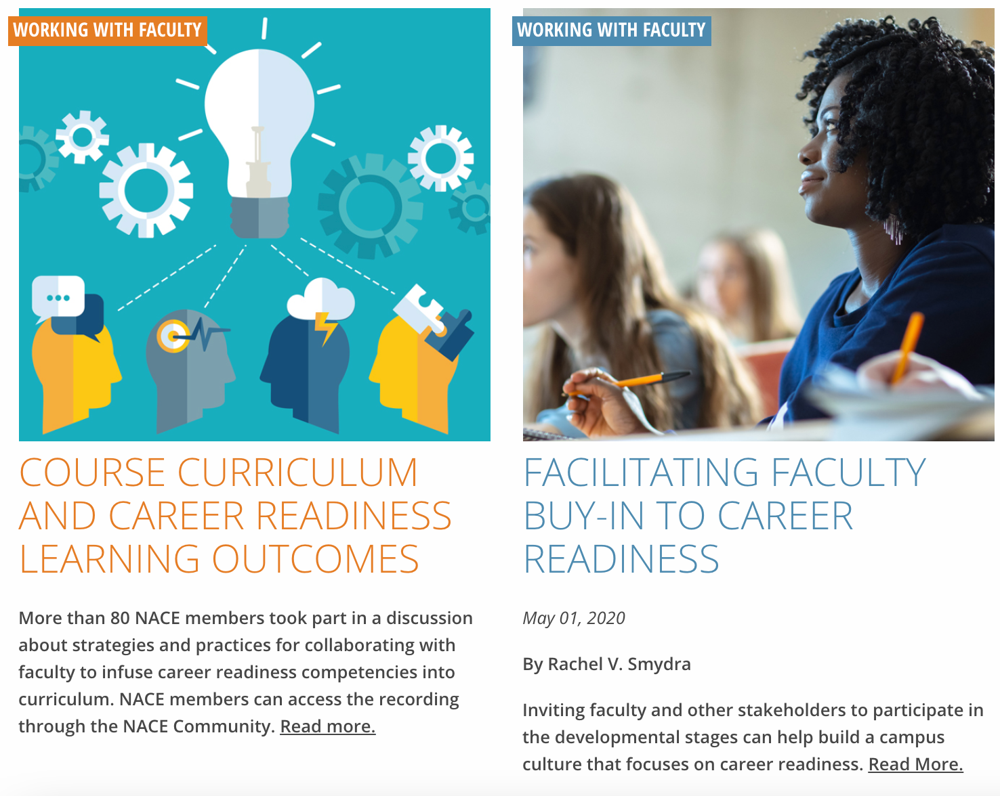 WORKING WITH FACULTY
COURSE CURRICULUM
AND CAREER READINESS
LEARNING OUTCOMES
More than 80 NACE members took part in a discussion
about strategies and practices for collaborating with
faculty to infuse career readiness competencies into
curriculum. NACE members can access the recording
through the NACE Community. Read more.
WORKING WITH FACULTY
FACILITATING FACULTY
BUY-IN TO CAREER
READINESS
May 01, 2020
By Rachel V. Smydra
Inviting faculty and other stakeholders to participate in
the developmental stages can help build a campus
culture that focuses on career readiness. Read More.